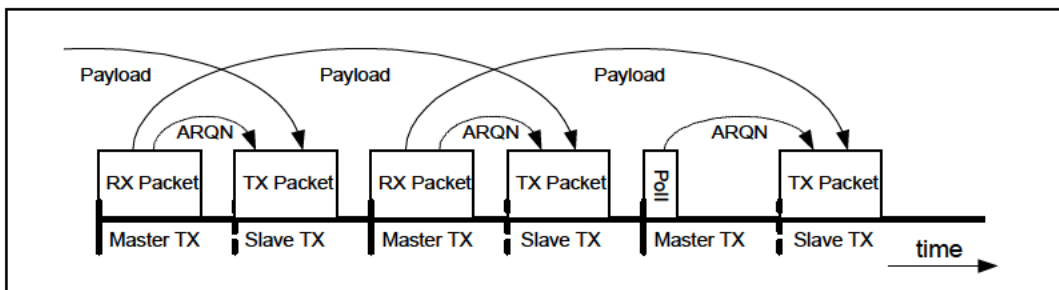 Payload Payload Payload
ARQN ARQN ARQN
RX Packet TX Packet RX Packet TX Packet Poll TX Packet
Master TX Slave TX Master TX Slave TX Master TX Slave TX
time